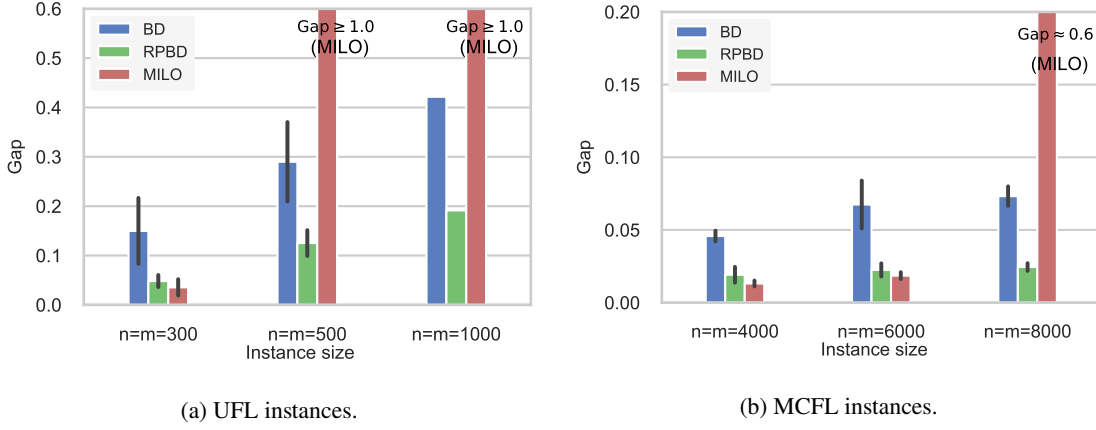 0.6
0.5
0.4
0.3
0.2
0.1
0.0
Gap
BD
RPBD
MILO
Gap ≥ 1.0
(MILO)
Gap ≥ 1.0
(MILO)
n=m=300
n=m=500
n=m=1000
Instance size
(a) UFL instances.
0.20
0.15
0.10
0.05
0.00
Gap
BD
RPBD
MILO
Gap ≈ 0.6
(MILO)
n=m=4000
n=m=6000
n=m=8000
Instance size
(b) MCFL instances.